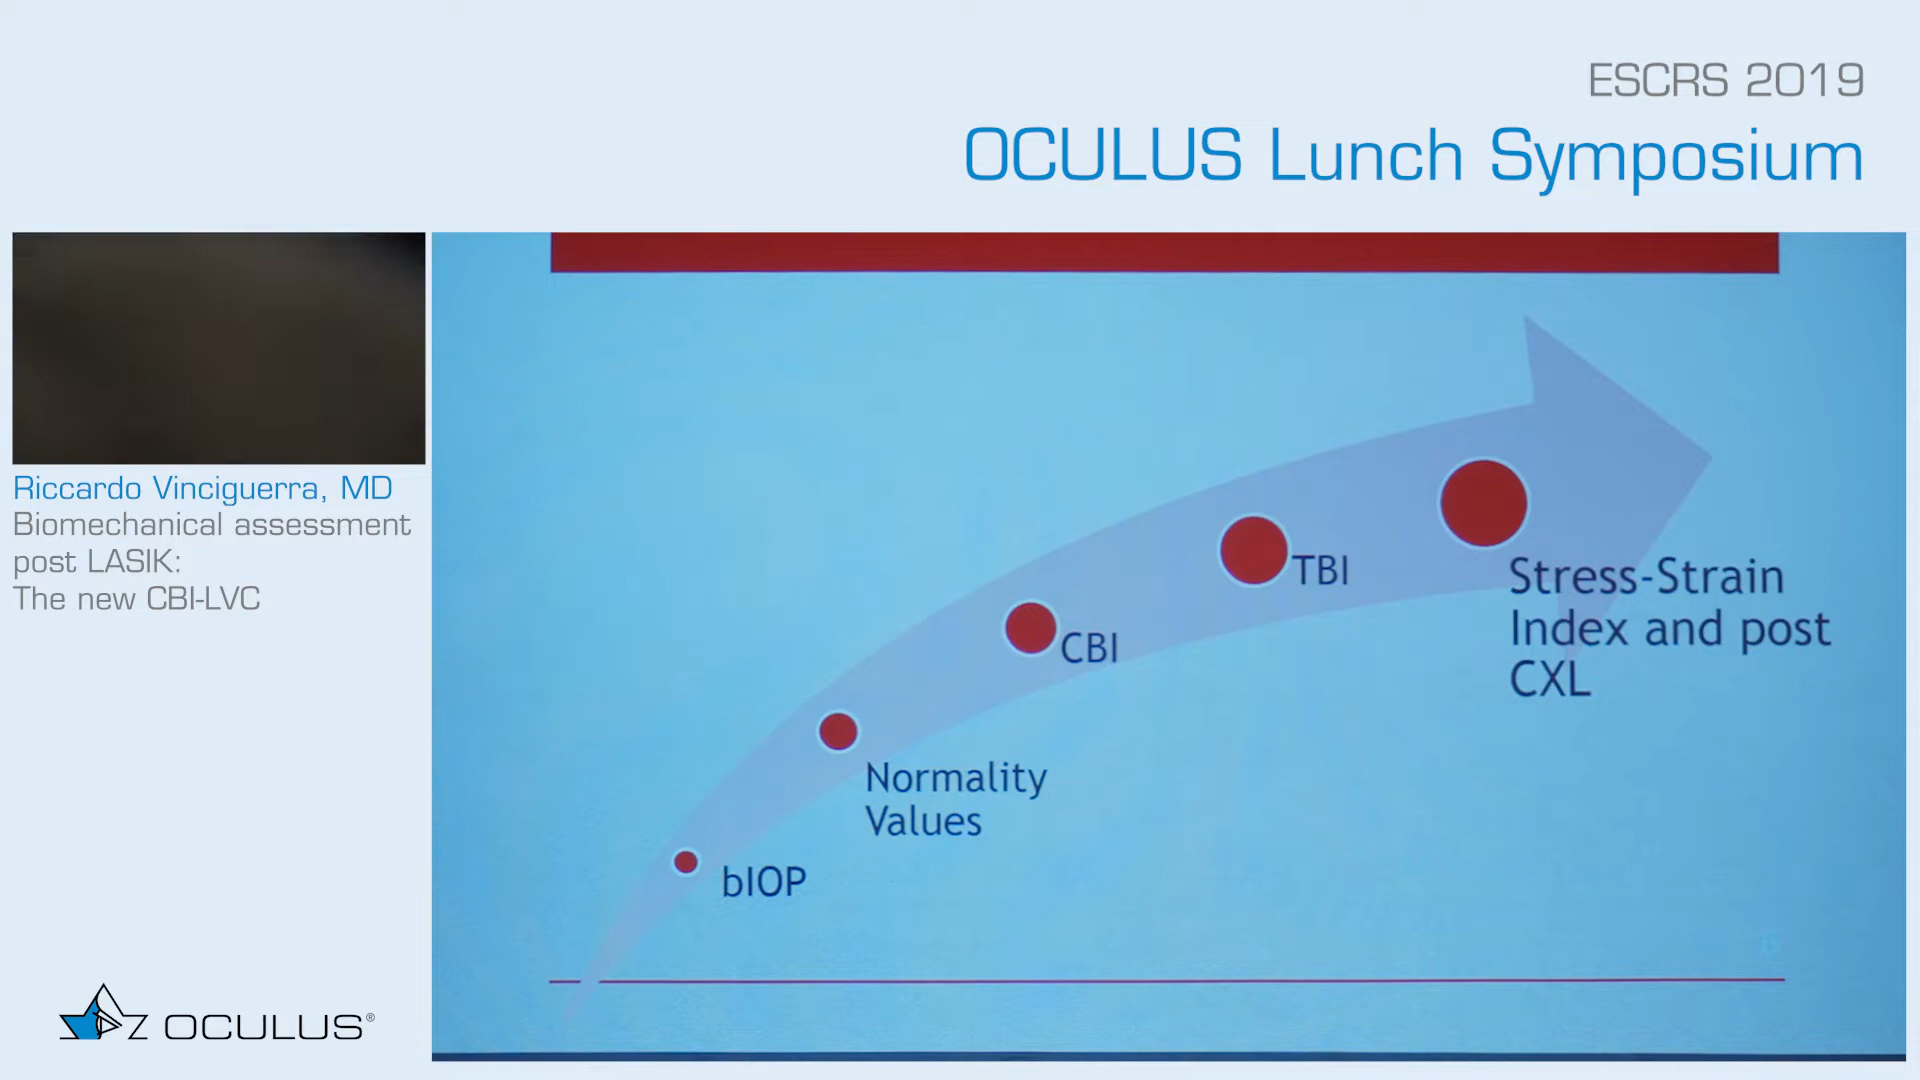 ESCRS 2019
OCULUS Lunch Symposium
Riccardo Vinciguerra, MD
Biomechanical assessment
post LASIK:
The new CBI-LVC
bIOP
Normality
Values
CBI
TBI
Stress-Strain
Index and post
CXL
6
OCULUS®